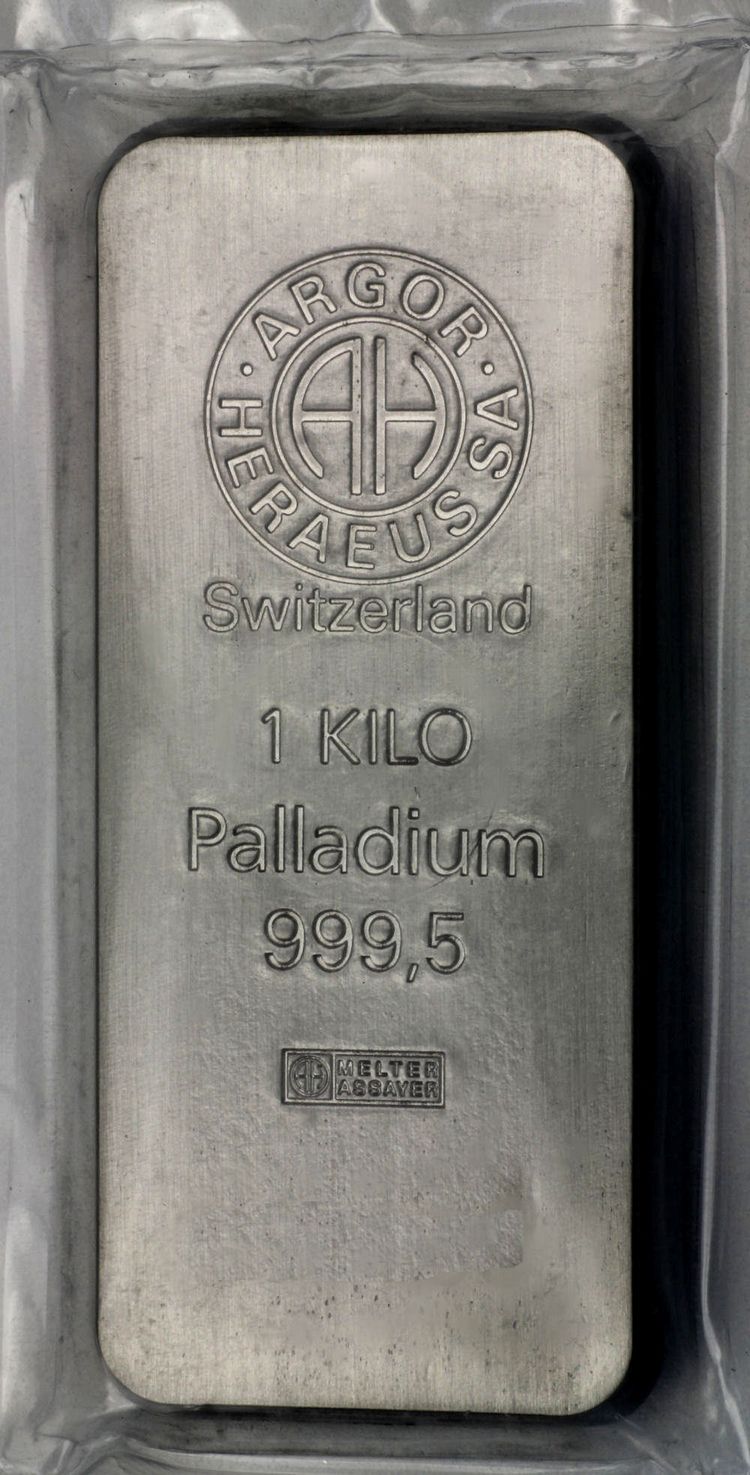 ARGOR
HERAEUS SA
AH
Switzerland
1 KILO
Palladium
999,5
AH
MELTER
ASSAYER